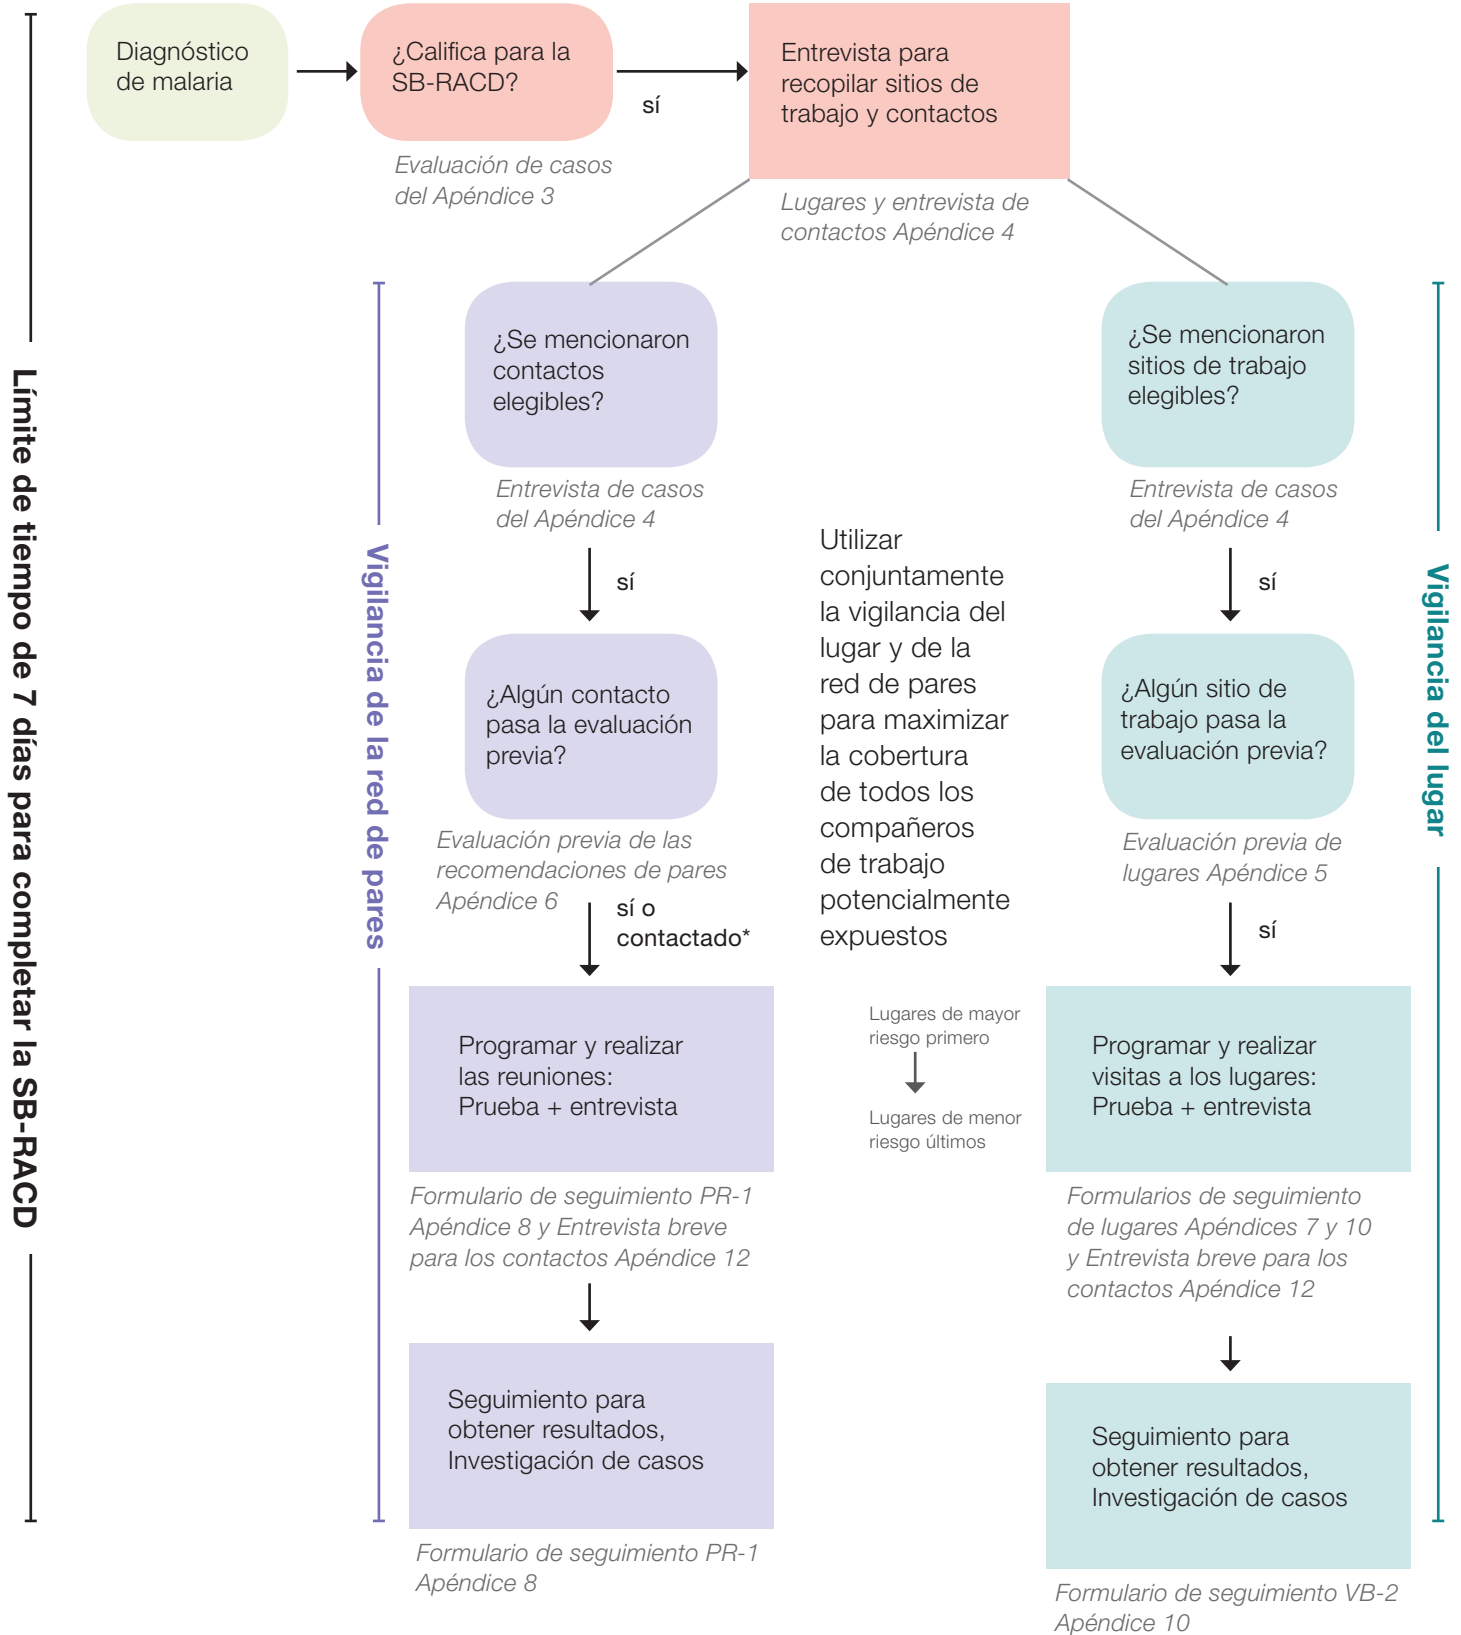 Límite de tiempo de 7 días para completar la SB-RACD
Diagnóstico
de malaria
¿Califica para la
SB-RACD?
sí
Evaluación de casos
del Apéndice 3
Entrevista para
recopilar sitios de
trabajo y contactos
Lugares y entrevista de
contactos Apéndice 4
Vigilancia de la red de pares
¿Se mencionaron
contactos
elegibles?
Entrevista de casos
del Apéndice 4
sí
¿Algún contacto
pasa la evaluación
previa?
Evaluación previa de las
recomendaciones de pares
Apéndice 6
sí o
contactado*
Programar y realizar
las reuniones:
Prueba + entrevista
Formulario de seguimiento PR-1
Apéndice 8 y Entrevista breve
para los contactos Apéndice 12
Seguimiento para
obtener resultados,
Investigación de casos
Formulario de seguimiento PR-1
Apéndice 8
Utilizar
conjuntamente
la vigilancia del
lugar y de la
red de pares
para maximizar
la cobertura
de todos los
compañeros
de trabajo
potencialmente
expuestos
Lugares de mayor
riesgo primero
Lugares de menor
riesgo últimos
¿Se mencionaron
sitios de trabajo
elegibles?
Entrevista de casos
del Apéndice 4
sí
¿Algún sitio de
trabajo pasa la
evaluación previa?
Evaluación previa de
lugares Apéndice 5
sí
Programar y realizar
visitas a los lugares:
Prueba + entrevista
Formularios de seguimiento
de lugares Apéndices 7 y 10
y Entrevista breve para los
contactos Apéndice 12
Seguimiento para
obtener resultados,
Investigación de casos
Formulario de seguimiento VB-2
Apéndice 10
Vigilancia del lugar